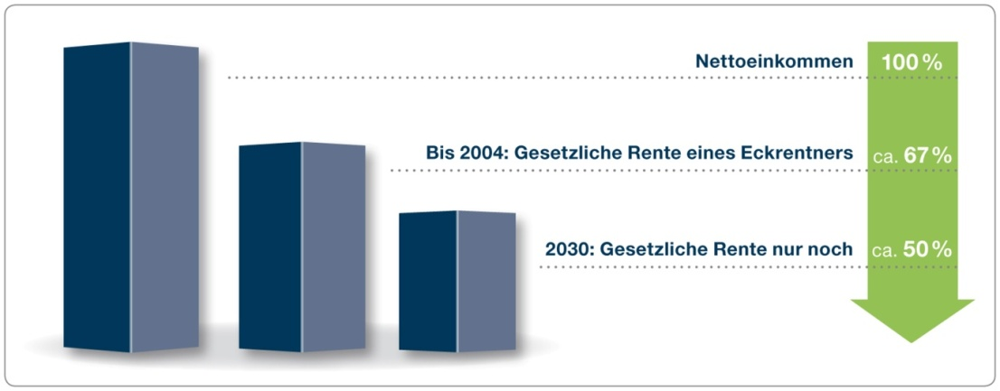 Nettoeinkommen 100 %
Bis 2004: Gesetzliche Rente eines Eckrentners ca. 67 %
2030: Gesetzliche Rente nur noch ca. 50 %